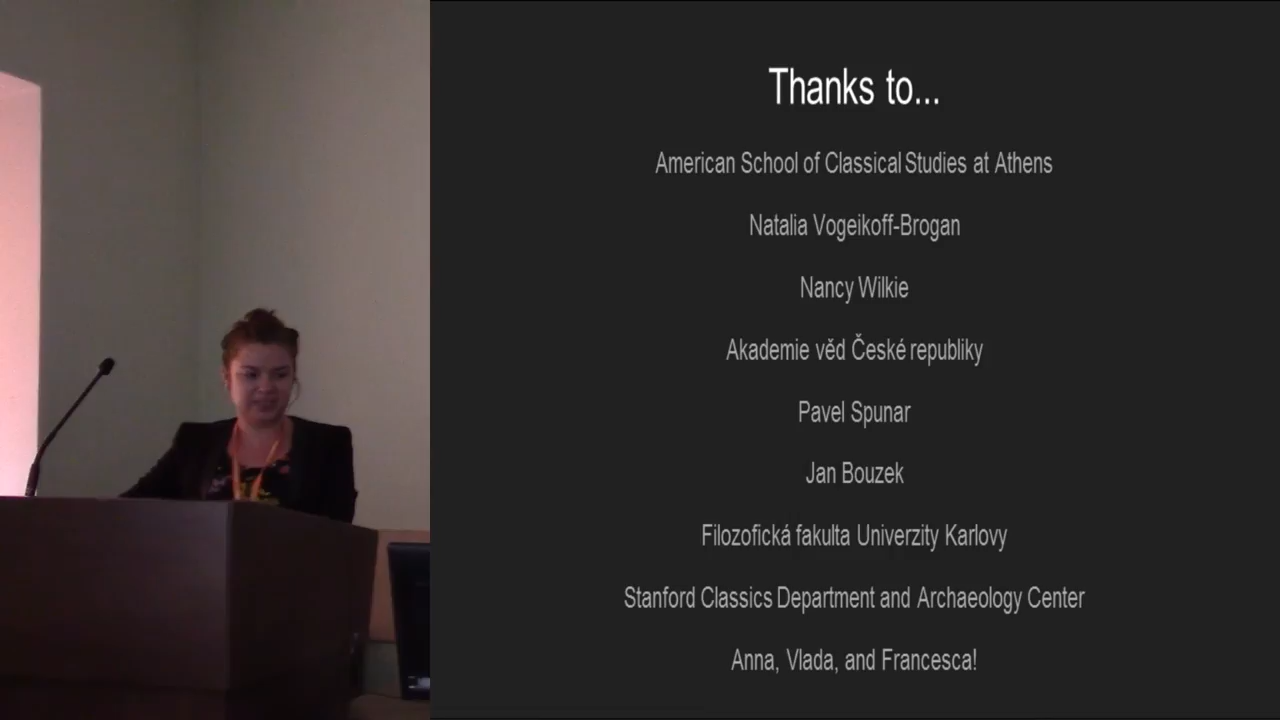 Thanks to...
American School of Classical Studies at Athens
Natalia Vogeikoff-Brogan
Nancy Wilkie
Akademie věd České republiky
Pavel Spunar
Jan Bouzek
Filozofická fakulta Univerzity Karlovy
Stanford Classics Department and Archaeology Center
Anna, Vlada, and Francesca!